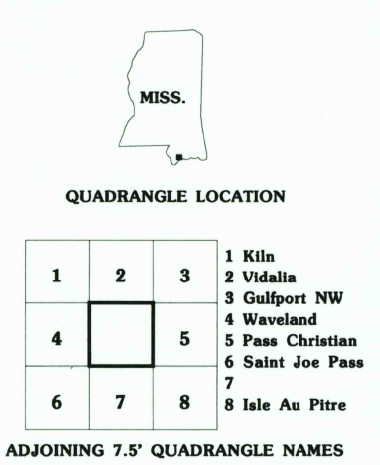 MISS.
QUADRANGLE LOCATION
1 2 3
4 5
6 7 8
1 Kiln
2 Vidalia
3 Gulfport NW
4 Waveland
5 Pass Christian
6 Saint Joe Pass
7
8 Isle Au Pitre
ADJOINING 7.5' QUADRANGLE NAMES